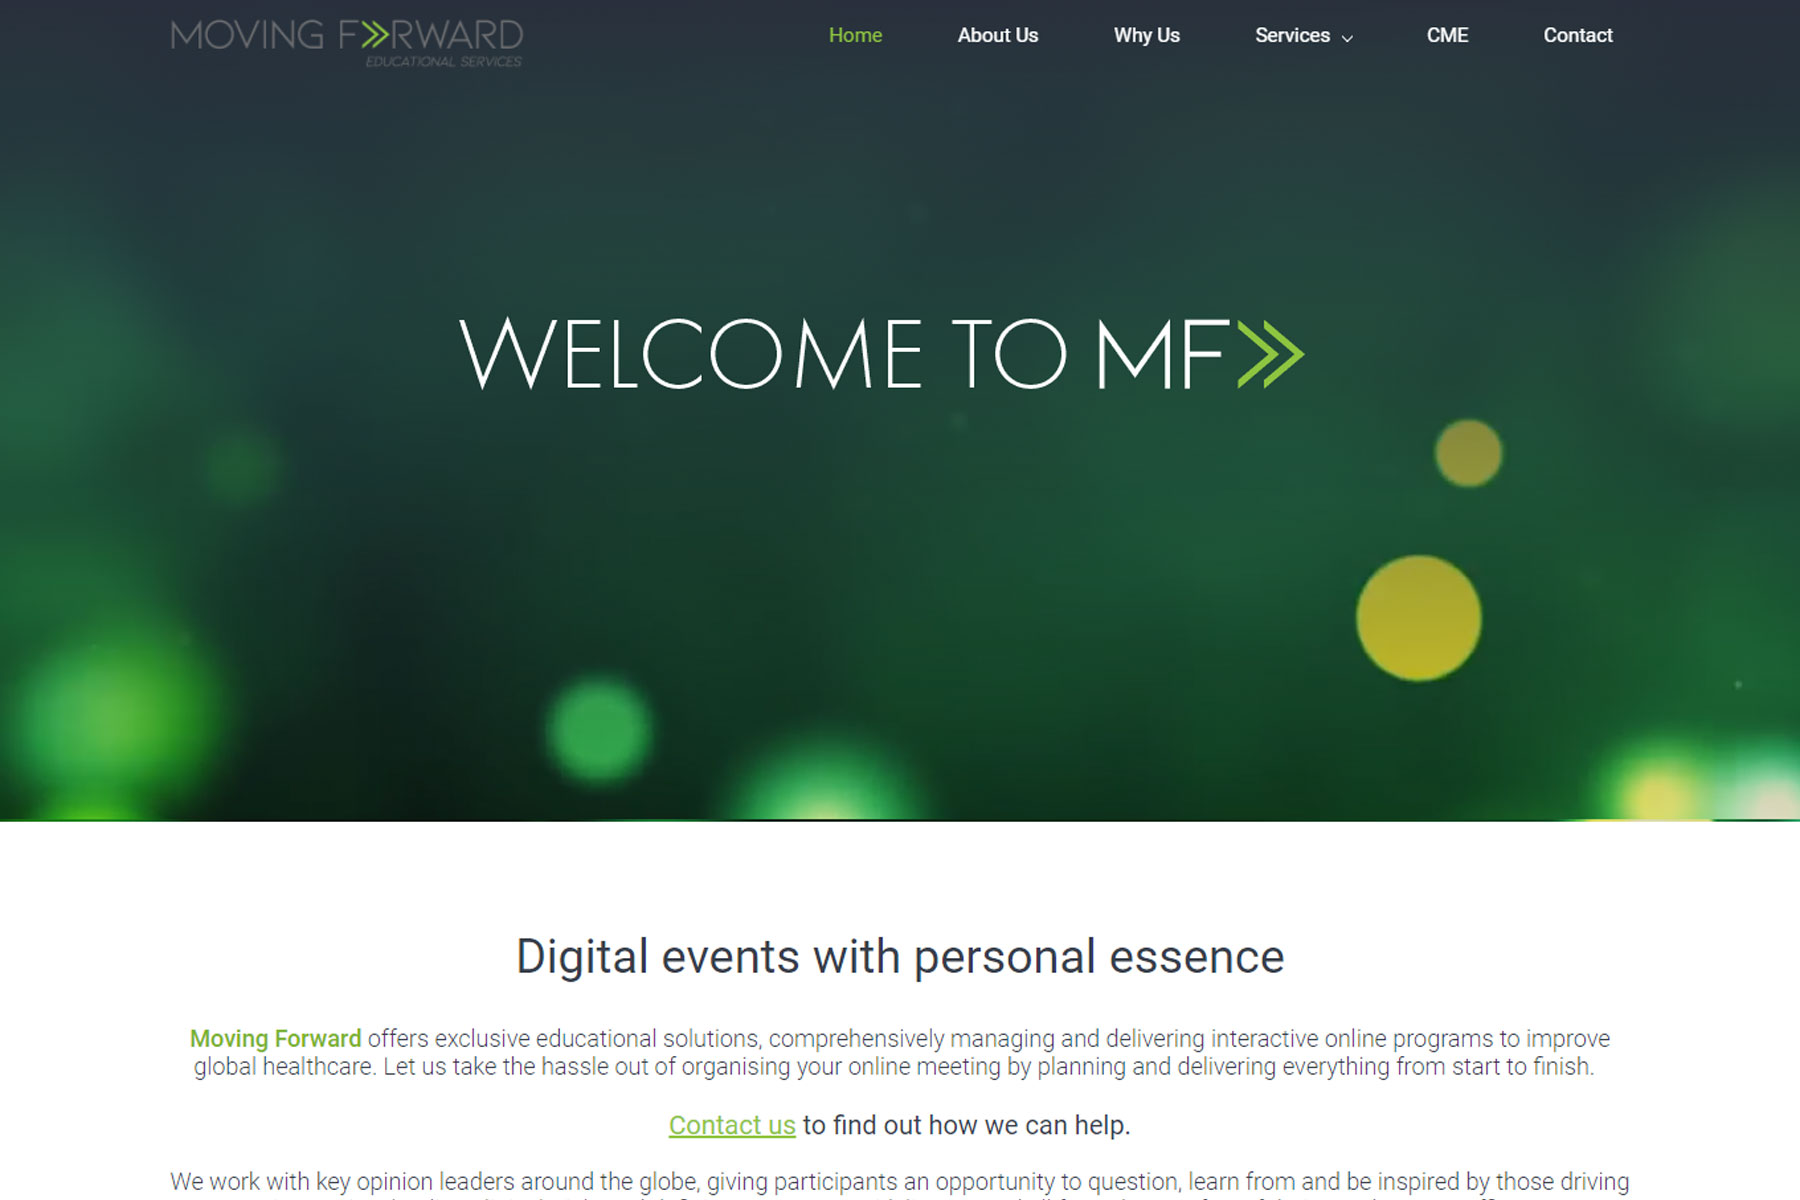 MOVING F RWARD
EDUCATIONAL SERVICES
Home About Us Why Us Services CME Contact
WELCOME TO MF
Digital events with personal essence
Moving Forward offers exclusive educational solutions, comprehensively managing and delivering interactive online programs to improve
global healthcare. Let us take the hassle out of organising your online meeting by planning and delivering everything from start to finish.
Contact us to find out how we can help.
We work with key opinion leaders around the globe, giving participants an opportunity to question, learn from and be inspired by those driving